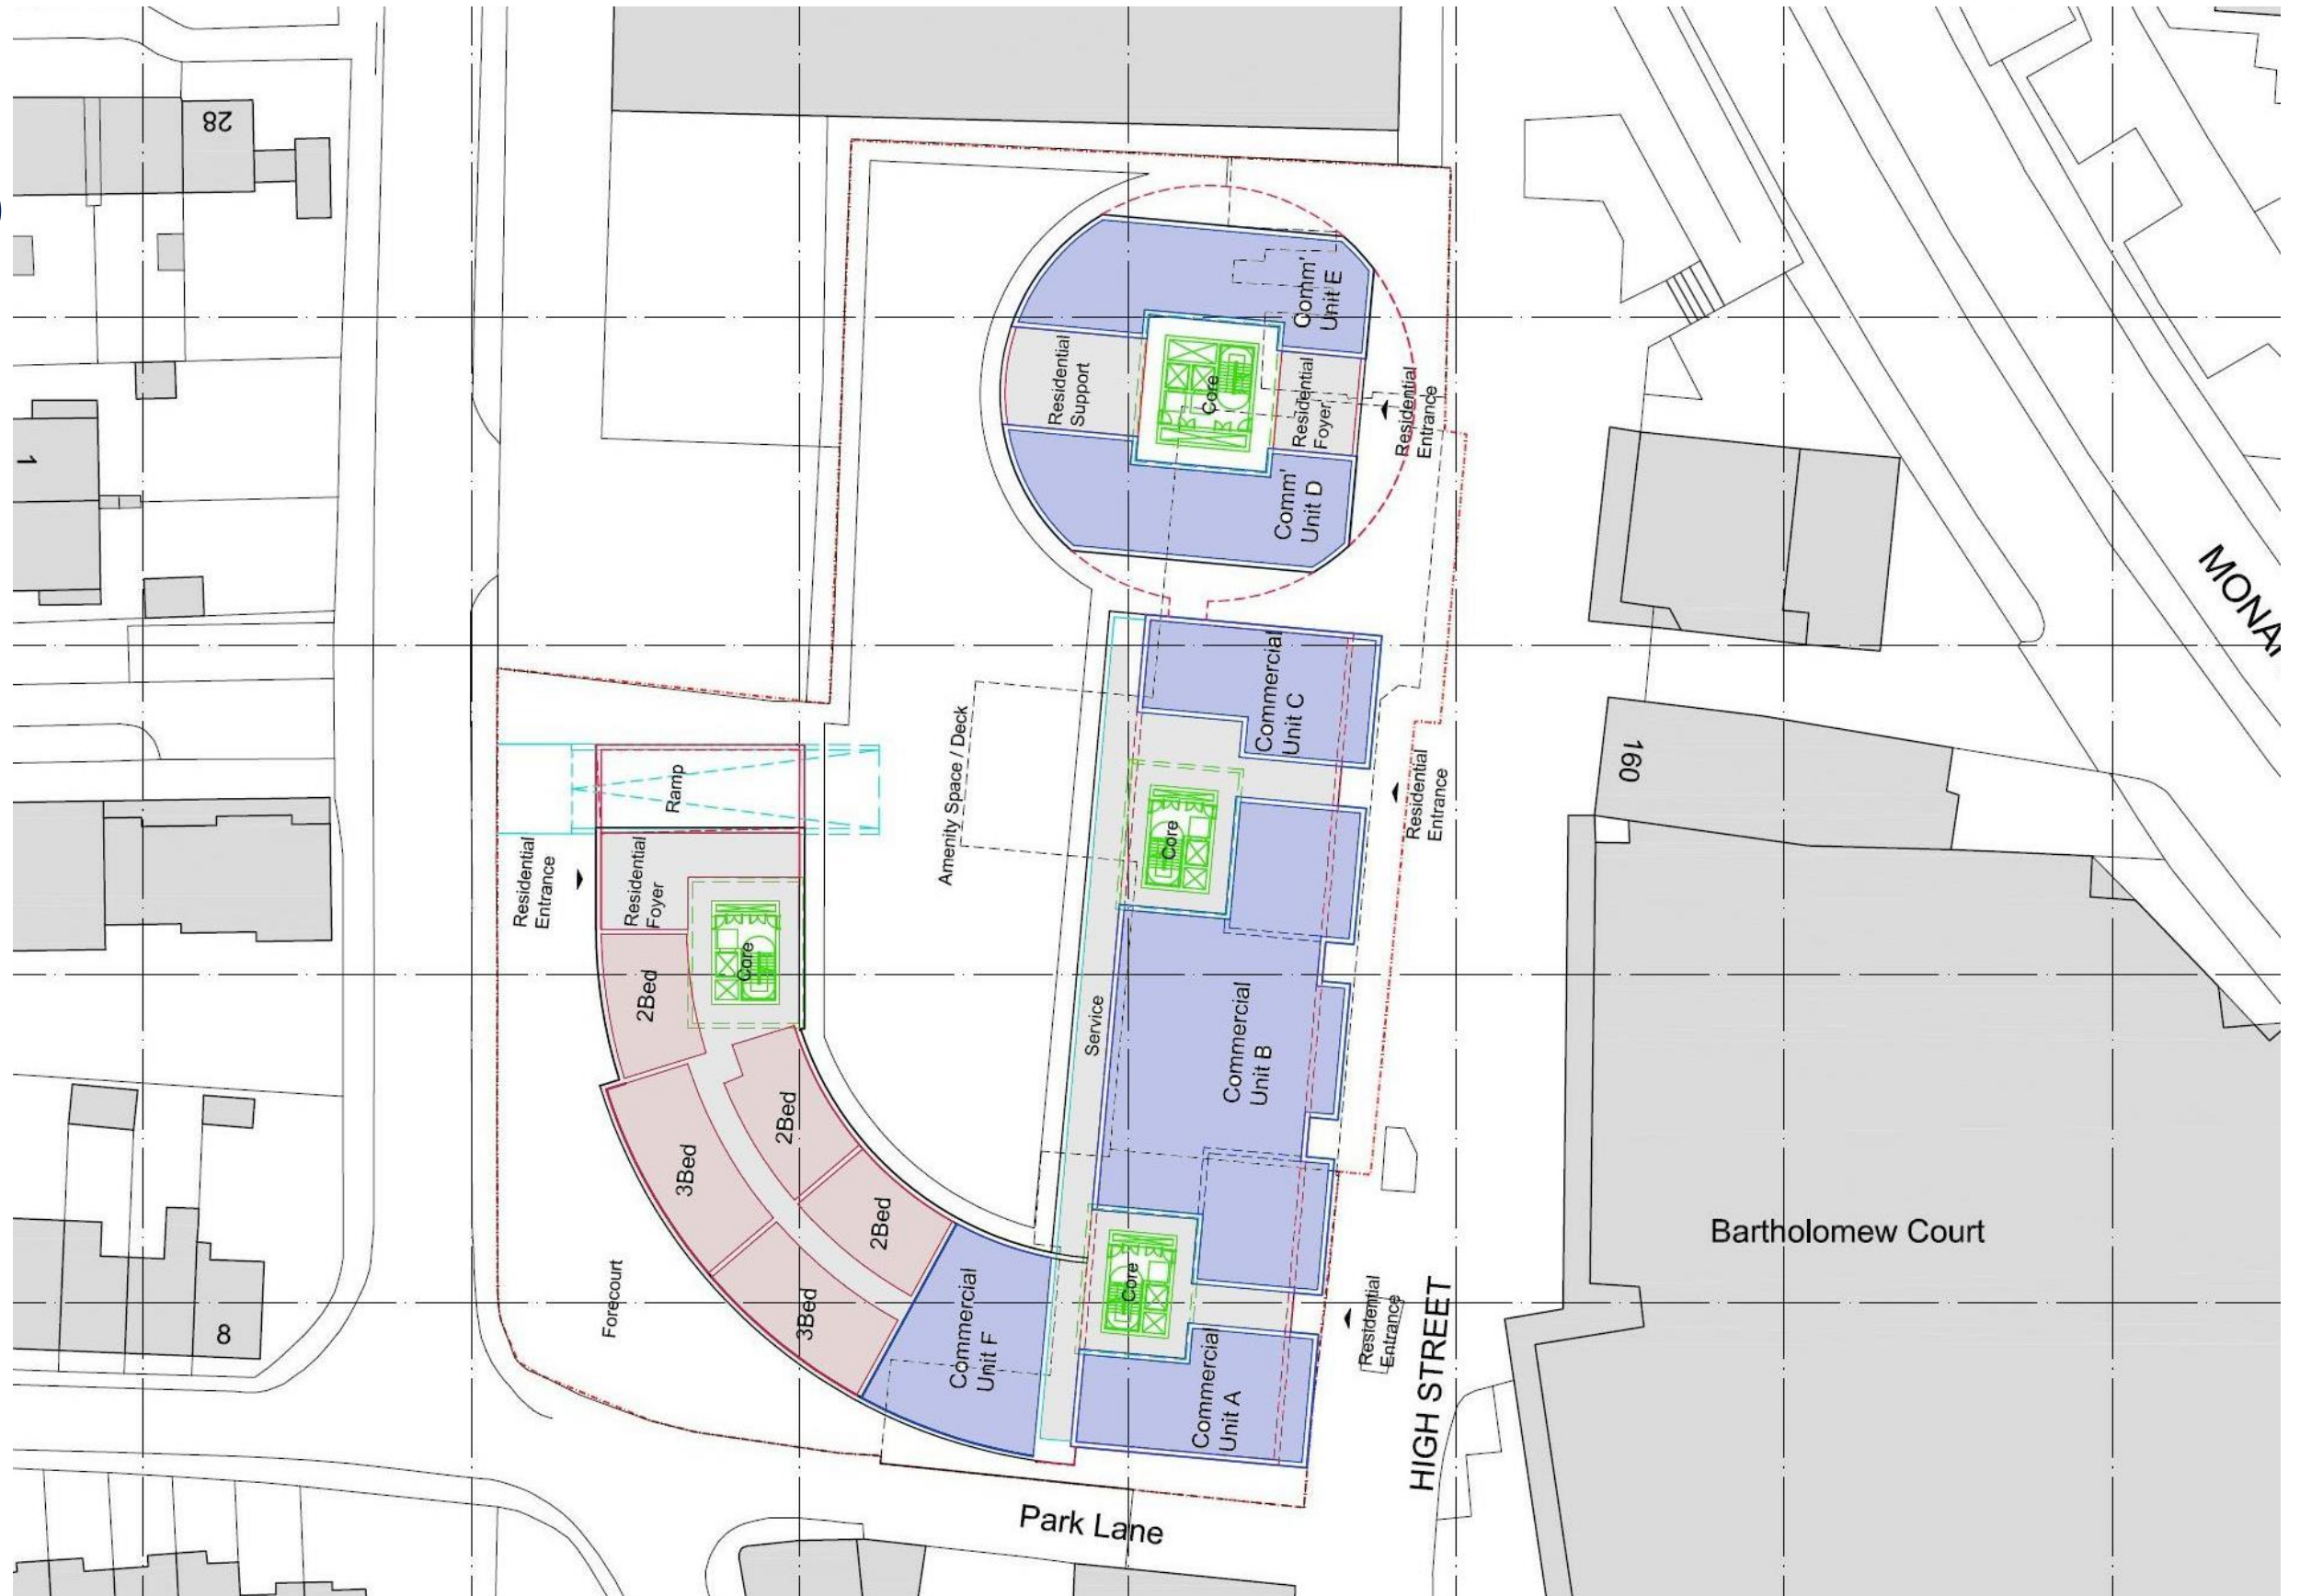 28
1
Comm'
Unit E
Residential
Support
Core
Residential
Foyer
Residential
Entrance
Comm'
Unit D
Commercial
Unit C
Amenity Space / Deck
Ramp
Residential
Entrance
Residential
Foyer
Core
Core
Residential
Entrance
160
2Bed
Service
Commercial
Unit B
2Bed
3Bed
2Bed
3Bed
Forecourt
Commercial
Unit F
Core
Commercial
Unit A
Residential
Entrance
HIGH STREET
Bartholomew Court
8
Park Lane